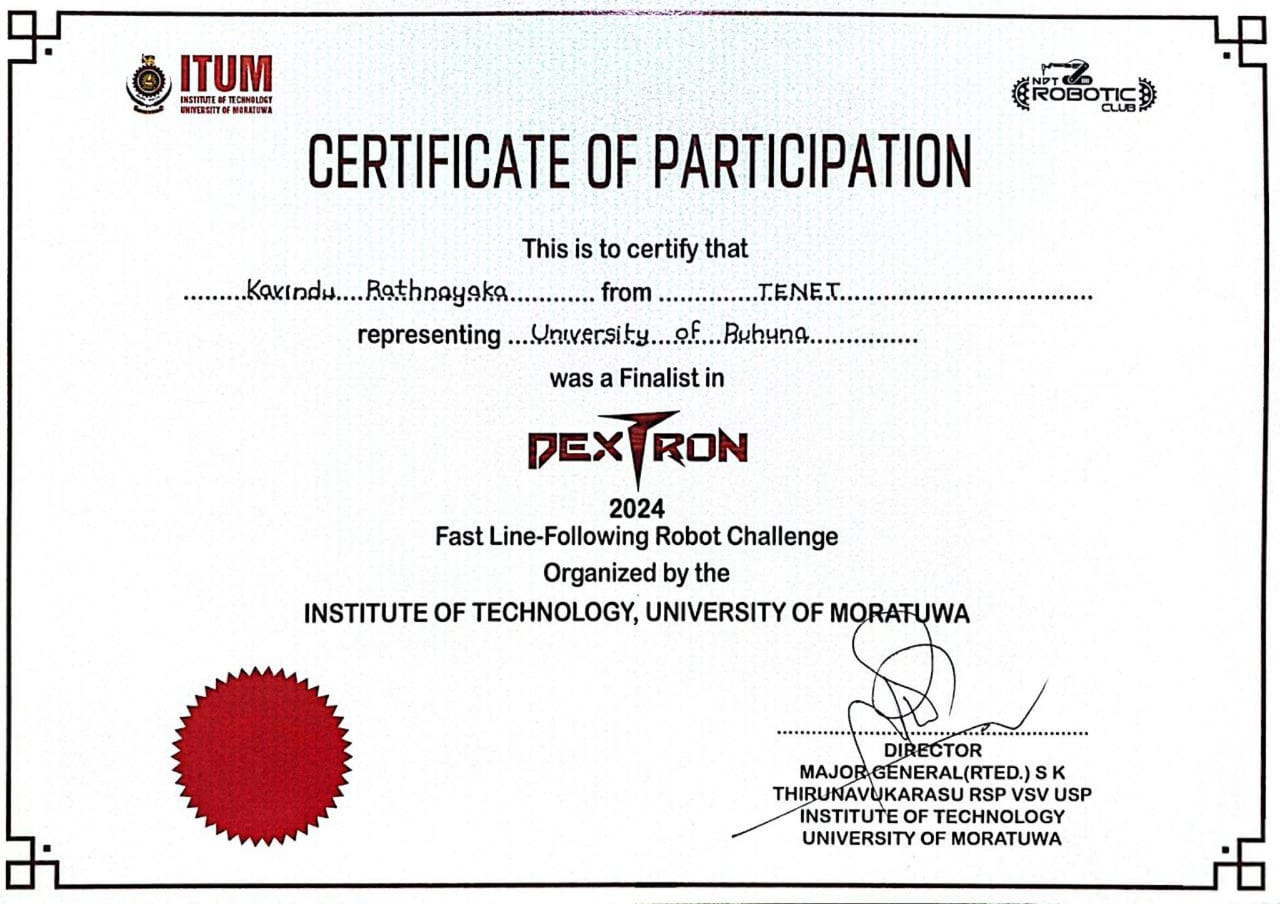 ITUM
INSTITUTE OF TECHNOLOGY
UNIVERSITY OF MORATUWA
NDT
ROBOTIC
CLUB
CERTIFICATE OF PARTICIPATION
This is to certify that
.........Kavindu....Rathnayaka............ from .............TENET....................................
representing ...University...of...Ruhuna................
was a Finalist in
DEXTRON
2024
Fast Line-Following Robot Challenge
Organized by the
INSTITUTE OF TECHNOLOGY, UNIVERSITY OF MORATUWA
DIRECTOR
MAJOR GENERAL(RTED.) S K
THIRUNAVUKARASU RSP VSV USP
INSTITUTE OF TECHNOLOGY
UNIVERSITY OF MORATUWA